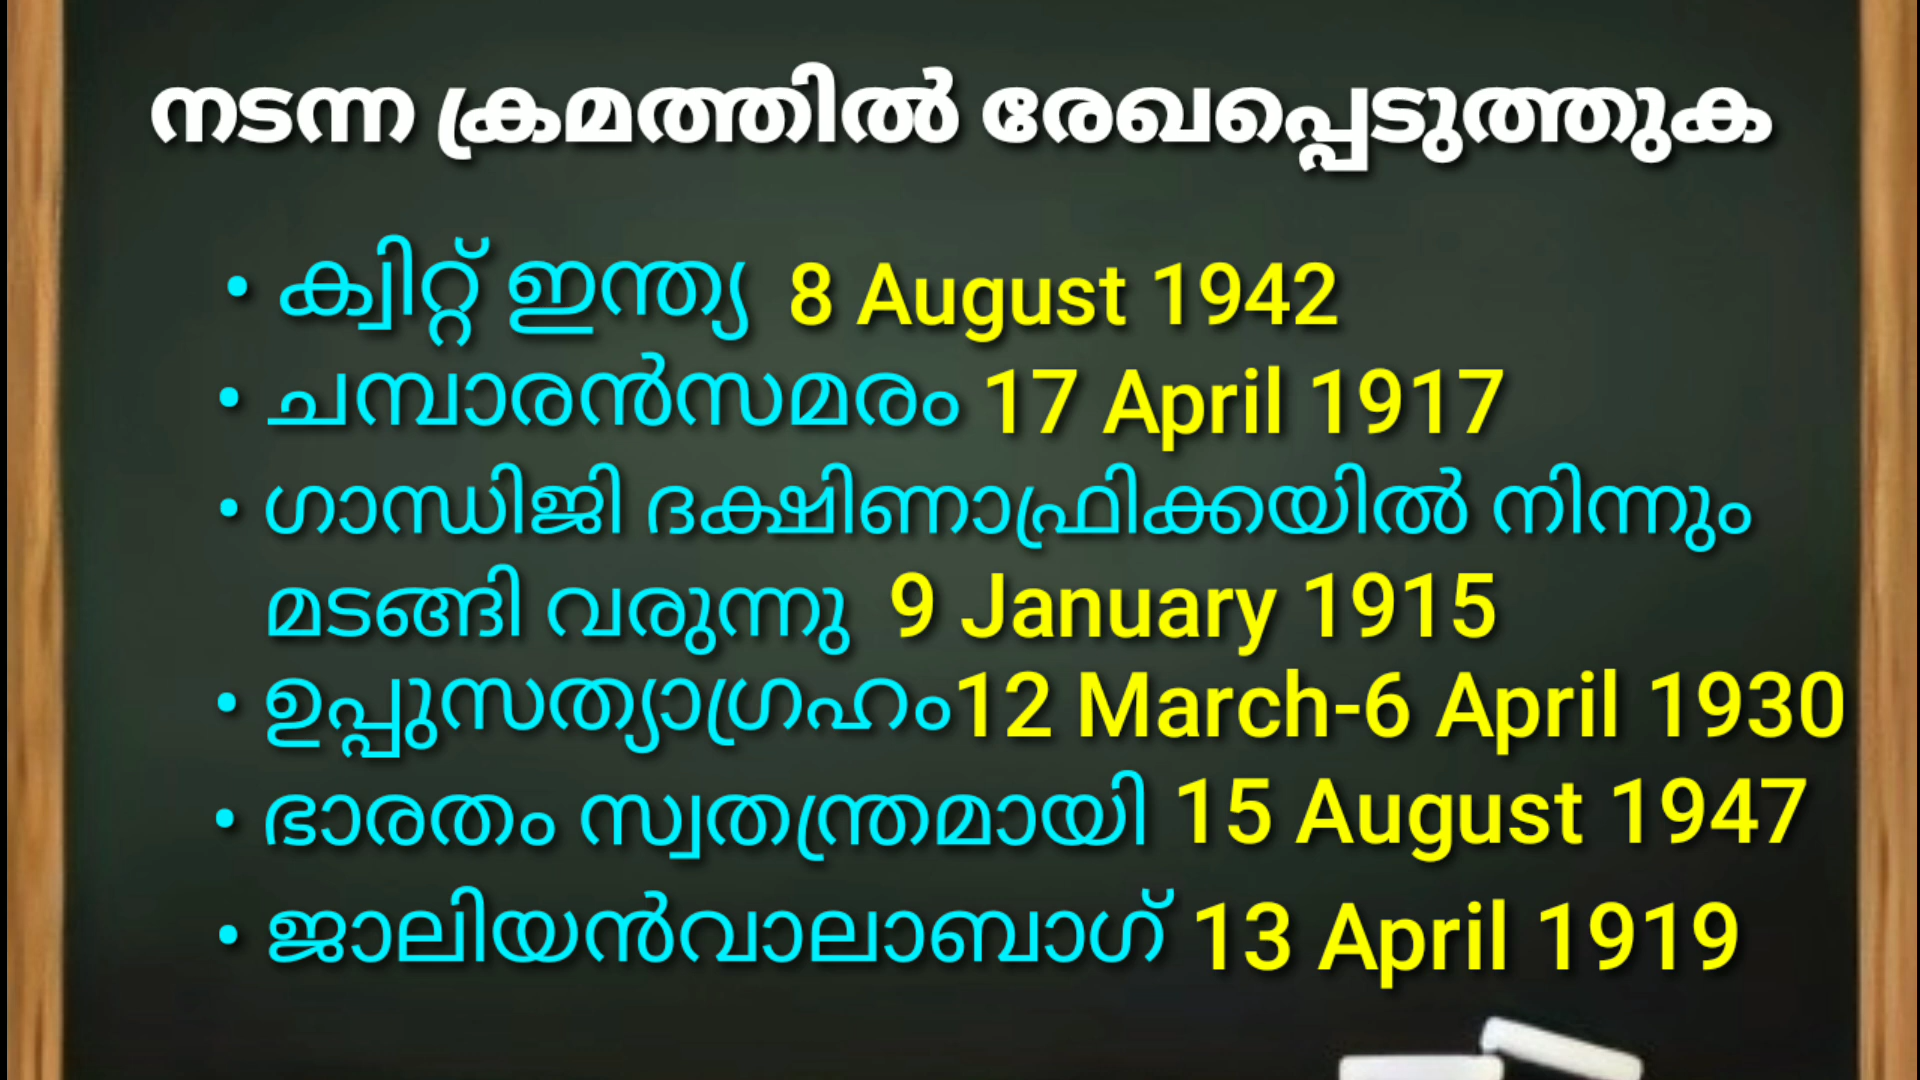 നടന്ന ക്രമത്തിൽ രേഖപ്പെടുത്തുക
• ക്വിറ്റ് ഇന്ത്യ 8 August 1942
• ചമ്പാരൻസമരം 17 April 1917
• ഗാന്ധിജി ദക്ഷിണാഫ്രിക്കയിൽ നിന്നും
മടങ്ങി വരുന്നു 9 January 1915
• ഉപ്പുസത്യാഗ്രഹം12 March-6 April 1930
• ഭാരതം സ്വതന്ത്രമായി 15 August 1947
• ജാലിയൻവാലാബാഗ് 13 April 1919